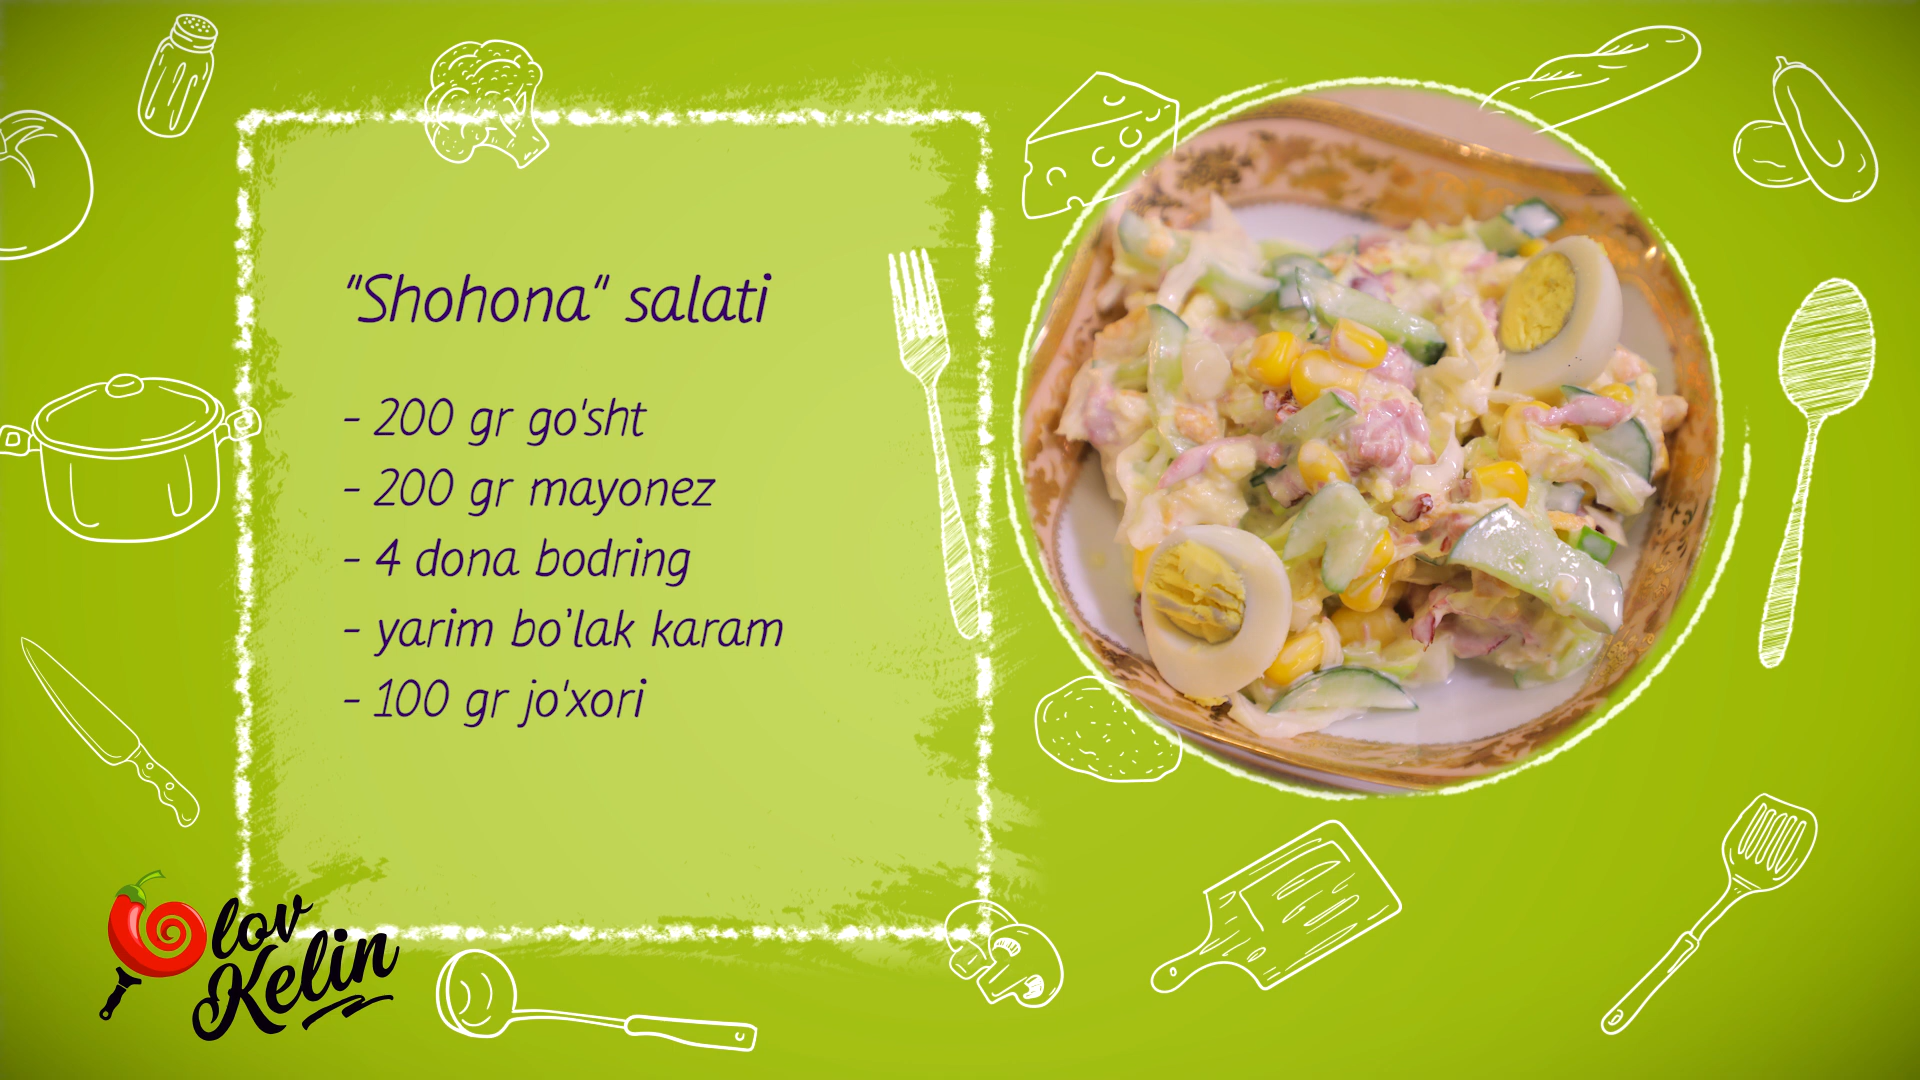 "Shohona" salati
- 200 gr go'sht
- 200 gr mayonez
- 4 dona bodring
- yarim bo'lak karam
- 100 gr jo'xori
Olov
Kelin